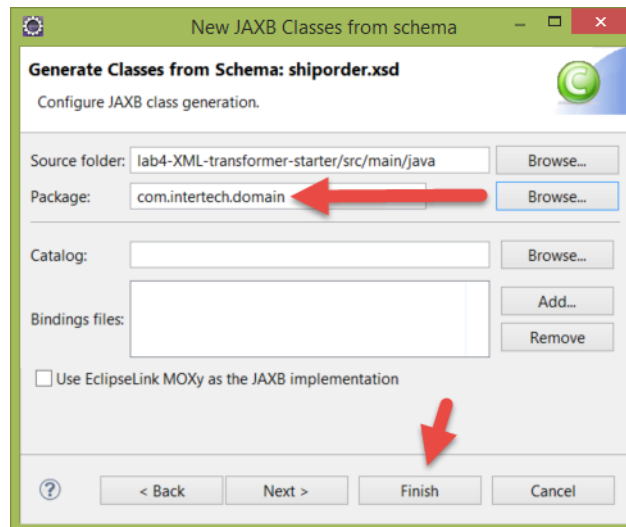 New JAXB Classes from schema
Generate Classes from Schema: shiporder.xsd
Configure JAXB class generation.
Source folder: lab4-XML-transformer-starter/src/main/java Browse...
Package: com.intertech.domain Browse...
Catalog: Browse...
Bindings files: Add...
Remove
Use EclipseLink MOXy as the JAXB implementation
? < Back Next > Finish Cancel